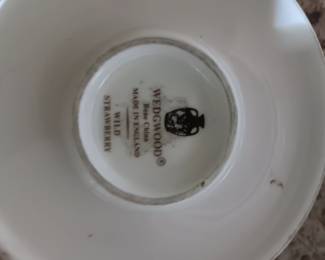 WEDGWOOD®
Bone China
MADE IN ENGLAND
WILD
STRAWBERRY